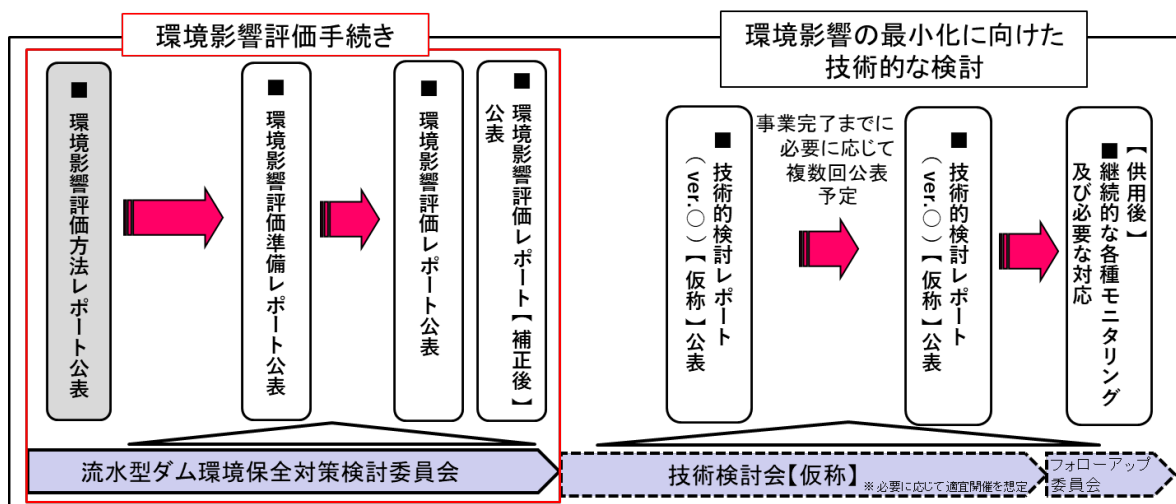 環境影響評価手続き
環境影響の最小化に向けた
技術的な検討
■ 環境影響評価方法レポート公表
■ 環境影響評価準備レポート公表
■ 環境影響評価レポート公表
■ 環境影響評価レポート【補正後】
公表
■ 技術的検討レポート
(ver.○)【仮称】公表
事業完了までに
必要に応じて
複数回公表
予定
■ 技術的検討レポート
(ver.○)【仮称】公表
【供用後】
■継続的な各種モニタリング
及び必要な対応
流水型ダム環境保全対策検討委員会
技術検討会【仮称】
※必要に応じて適宜開催を想定
フォローアップ
委員会